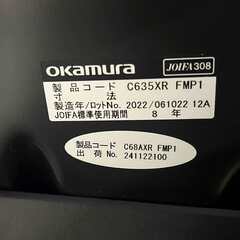 okamura
JOIFA308
製品コード C635XR FMP1
寸法
製造年/ロットNo. 2022/061022 12A
JOIFA標準使用期間 8 年
製品コード C68AXR FMP1
出荷 No. 241122100